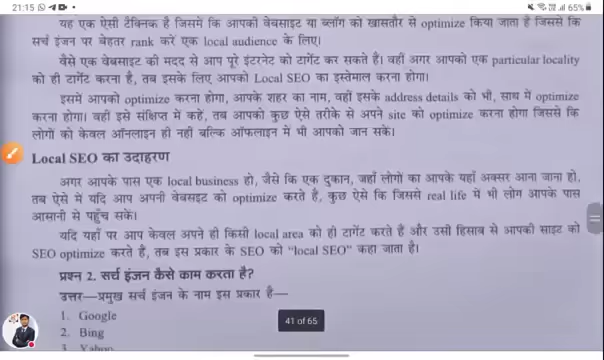 21:15
65%
यह एक ऐसी टैक्निक है जिसमें कि आपकी वेबसाइट या ब्लॉग को खासतौर से optimize किया जाता है जिससे कि
सर्च इंजन पर बेहतर rank करें एक local audience के लिए।
वैसे एक वेबसाइट की मदद से आप पूरे इंटरनेट को टार्गेट कर सकते हैं। वहीं अगर आपको एक particular locality
को ही टार्गेट करना है, तब इसके लिए आपको Local SEO का इस्तेमाल करना होगा।
इसमें आपको optimize करना होगा, आपके शहर का नाम, वहीं इसके address details को भी, साथ में optimize
करना होगा। वहीं इसे संक्षिप्त में कहें, तब आपको कुछ ऐसे तरीके से अपने site को optimize करना होगा जिससे कि
लोगों को केवल ऑनलाइन ही नहीं बल्कि ऑफलाइन में भी आपको जान सकें।
Local SEO का उदाहरण
अगर आपके पास एक local business हो, जैसे कि एक दुकान, जहाँ लोगों का आपके यहाँ अक्सर आना जाना हो,
तब ऐसे में यदि आप अपनी वेबसइट को optimize करते हैं, कुछ ऐसे कि जिससे real life में भी लोग आपके पास
आसानी से पहुँच सकें।
यदि यहाँ पर आप केवल अपने ही किसी local area को ही टार्गेट करते हैं और उसी हिसाब से आपकी साइट को
SEO optimize करते हैं, तब इस प्रकार के SEO को “local SEO” कहा जाता है।
प्रश्न 2. सर्च इंजन कैसे काम करता है?
उत्तर—प्रमुख सर्च इंजन के नाम इस प्रकार है—
1. Google
2. Bing
3. Yahoo
41 of 65